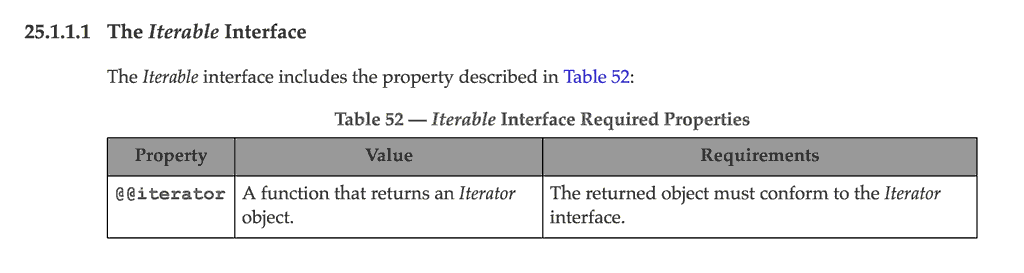 25.1.1.1 The Iterable Interface
The Iterable interface includes the property described in Table 52:
Table 52 — Iterable Interface Required Properties
Property Value Requirements
@@iterator A function that returns an Iterator object. The returned object must conform to the Iterator interface.